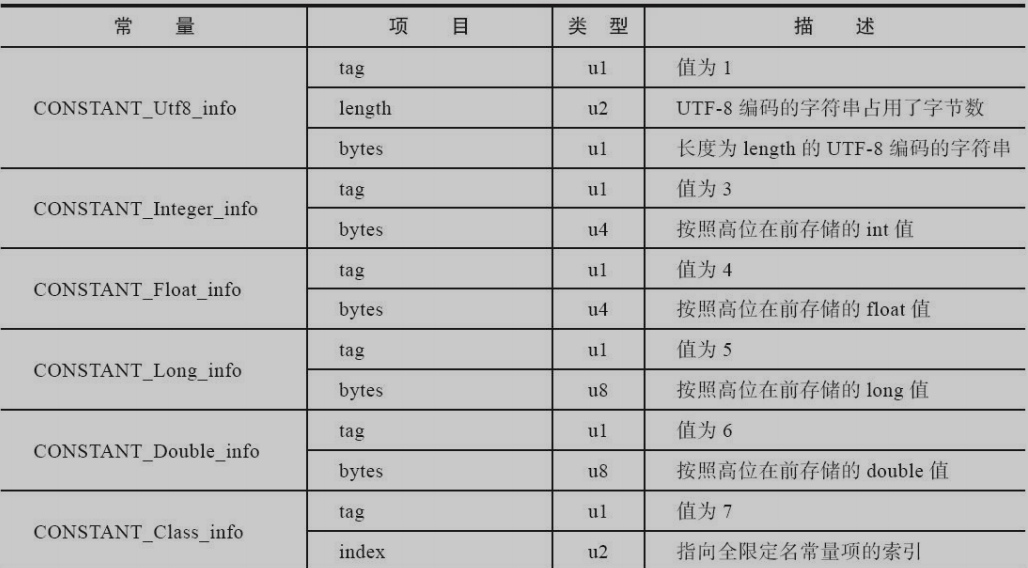 常 量 项 目 类 型 描 述
CONSTANT_Utf8_info tag u1 值为 1
length u2 UTF-8 编码的字符串占用了字节数
bytes u1 长度为 length 的 UTF-8 编码的字符串
CONSTANT_Integer_info tag u1 值为 3
bytes u4 按照高位在前存储的 int 值
CONSTANT_Float_info tag u1 值为 4
bytes u4 按照高位在前存储的 float 值
CONSTANT_Long_info tag u1 值为 5
bytes u8 按照高位在前存储的 long 值
CONSTANT_Double_info tag u1 值为 6
bytes u8 按照高位在前存储的 double 值
CONSTANT_Class_info tag u1 值为 7
index u2 指向全限定名常量项的索引